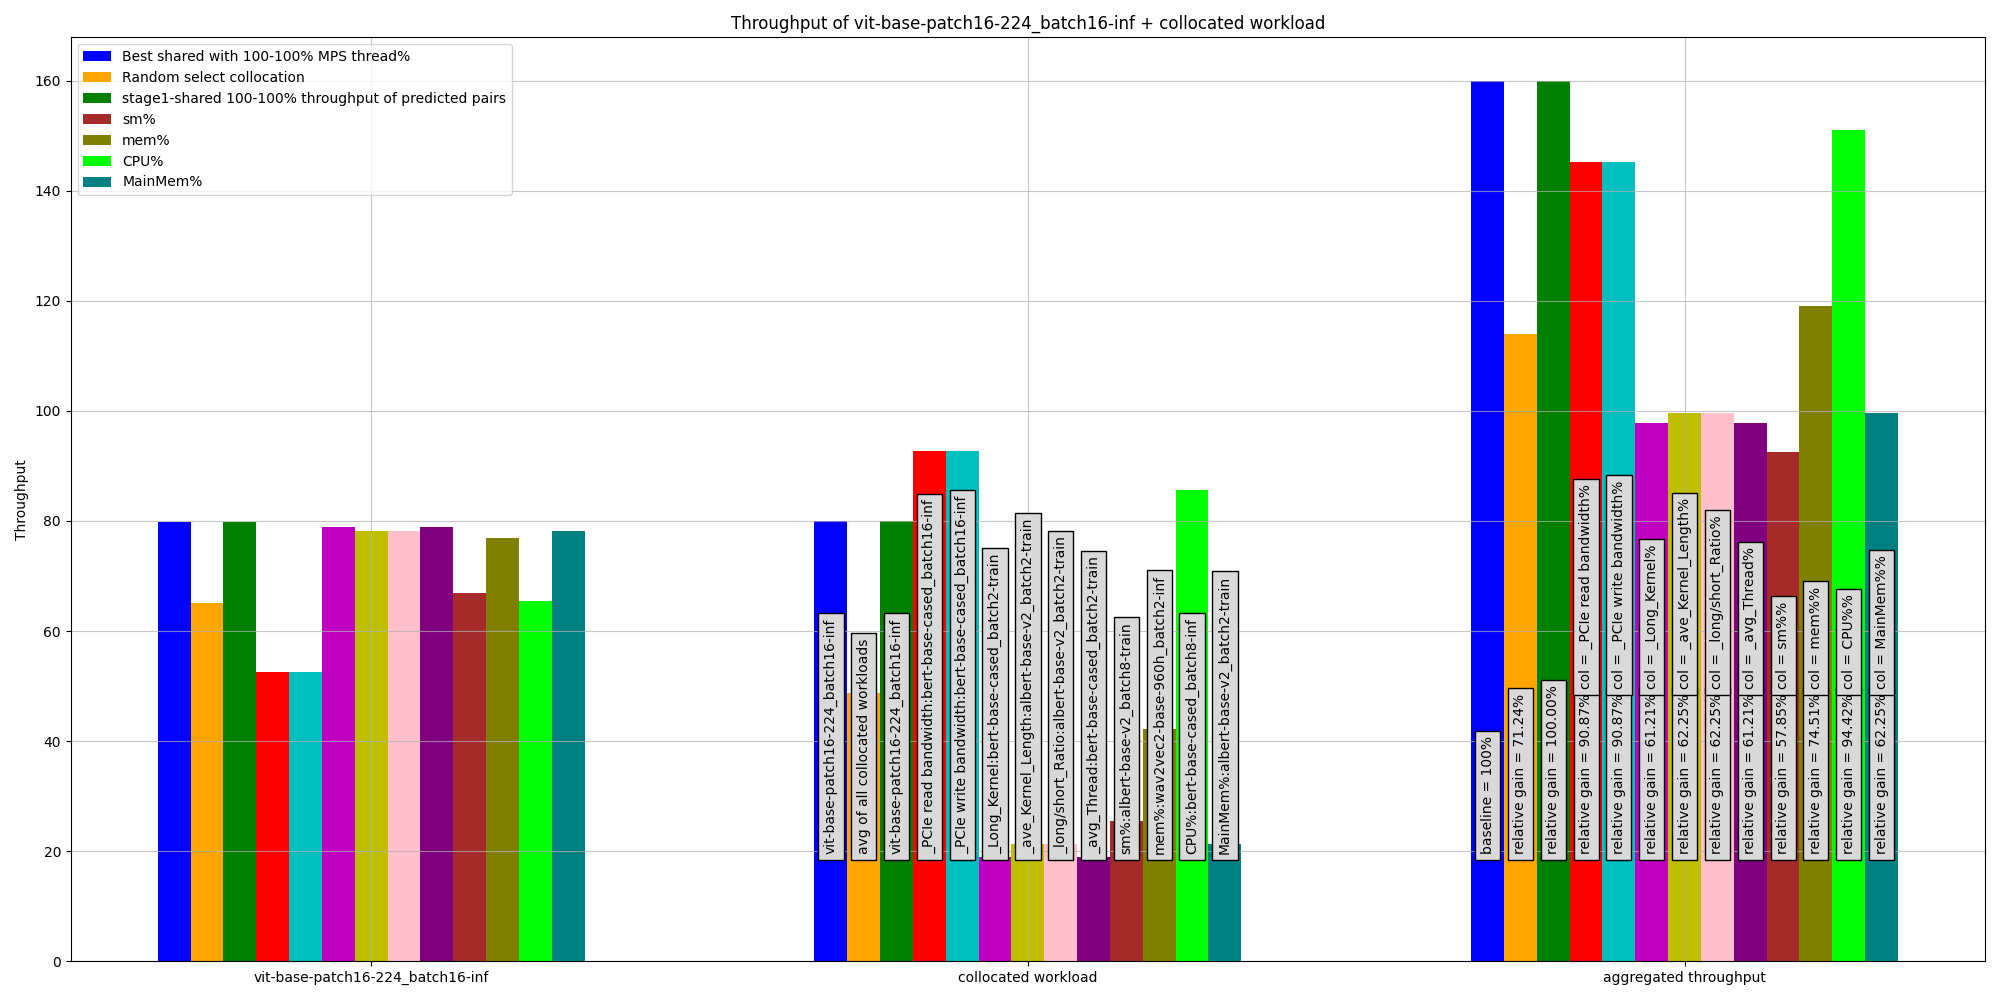 Throughput of vit-base-patch16-224_batch16-inf + collocated workload
Best shared with 100-100% MPS thread%
Random select collocation
stage1-shared 100-100% throughput of predicted pairs
sm%
mem%
CPU%
MainMem%
Throughput
160
140
120
100
80
60
40
20
0
vit-base-patch16-224_batch16-inf
avg of all collocated workloads
vit-base-patch16-224_batch16-inf
_PCIe read bandwidth:bert-base-cased_batch16-inf
_PCIe write bandwidth:bert-base-cased_batch16-inf
_Long_Kernel:bert-base-cased_batch2-train
_ave_Kernel_Length:albert-base-v2_batch2-train
_long/short_Ratio:albert-base-v2_batch2-train
_avg_Thread:bert-base-cased_batch2-train
sm%:albert-base-v2_batch8-train
mem%:wav2vec2-base-960h_batch2-inf
CPU%:bert-base-cased_batch8-inf
MainMem%:albert-base-v2_batch2-train
baseline = 100%
relative gain = 71.24%
relative gain = 100.00%
relative gain = 90.87%
col = _PCIe read bandwidth%
relative gain = 90.87%
col = _PCIe write bandwidth%
relative gain = 61.21%
col = _Long_Kernel%
relative gain = 62.25%
col = _ave_Kernel_Length%
relative gain = 62.25%
col = _long/short_Ratio%
relative gain = 61.21%
col = _avg_Thread%
relative gain = 57.85%
col = sm%%
relative gain = 74.51%
col = mem%%
relative gain = 94.42%
col = CPU%%
relative gain = 62.25%
col = MainMem%%
vit-base-patch16-224_batch16-inf
collocated workload
aggregated throughput